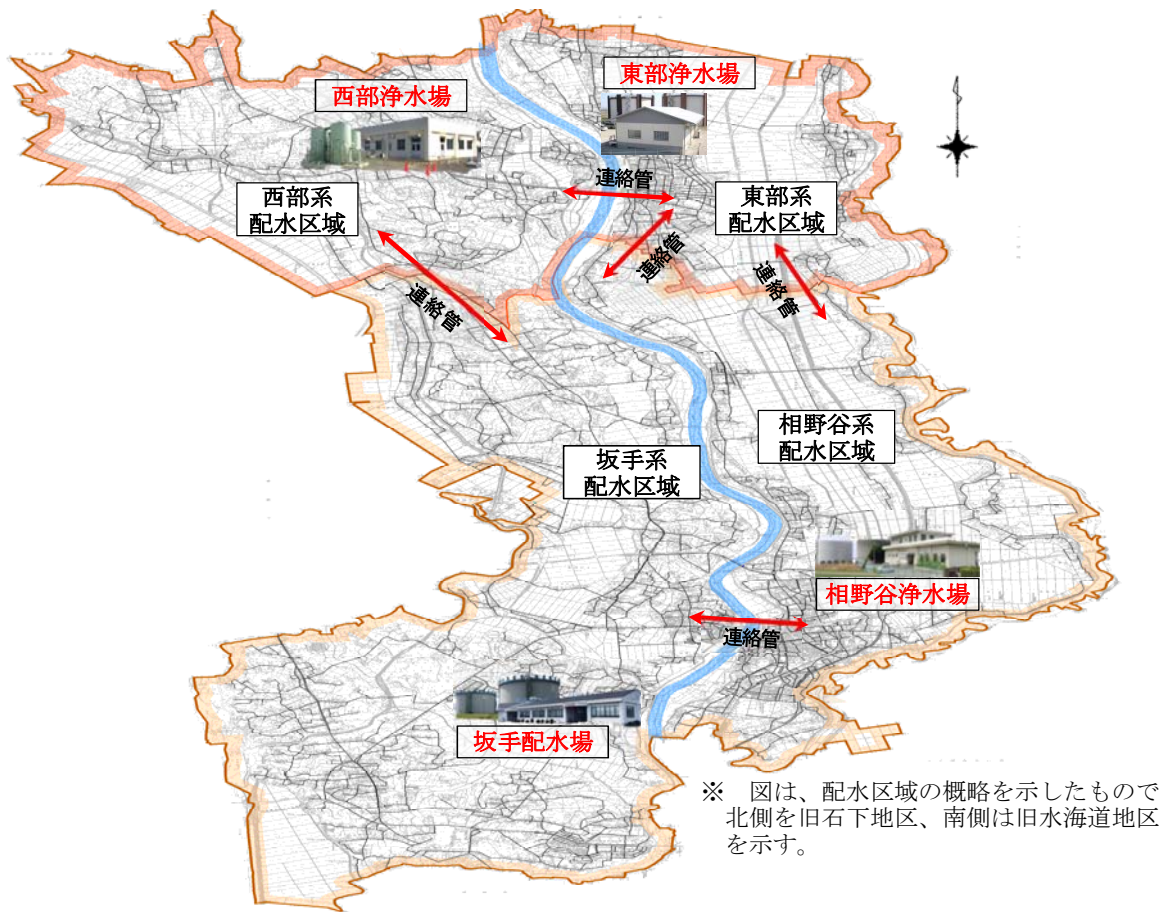 東部浄水場
西部浄水場
連絡管
西部系
配水区域
東部系
配水区域
連絡管
連絡管
連絡管
相野谷系
配水区域
坂手系
配水区域
相野谷浄水場
連絡管
坂手配水場
※　図は、配水区域の概略を示したもので
北側を旧石下地区、南側は旧水海道地区
を示す。